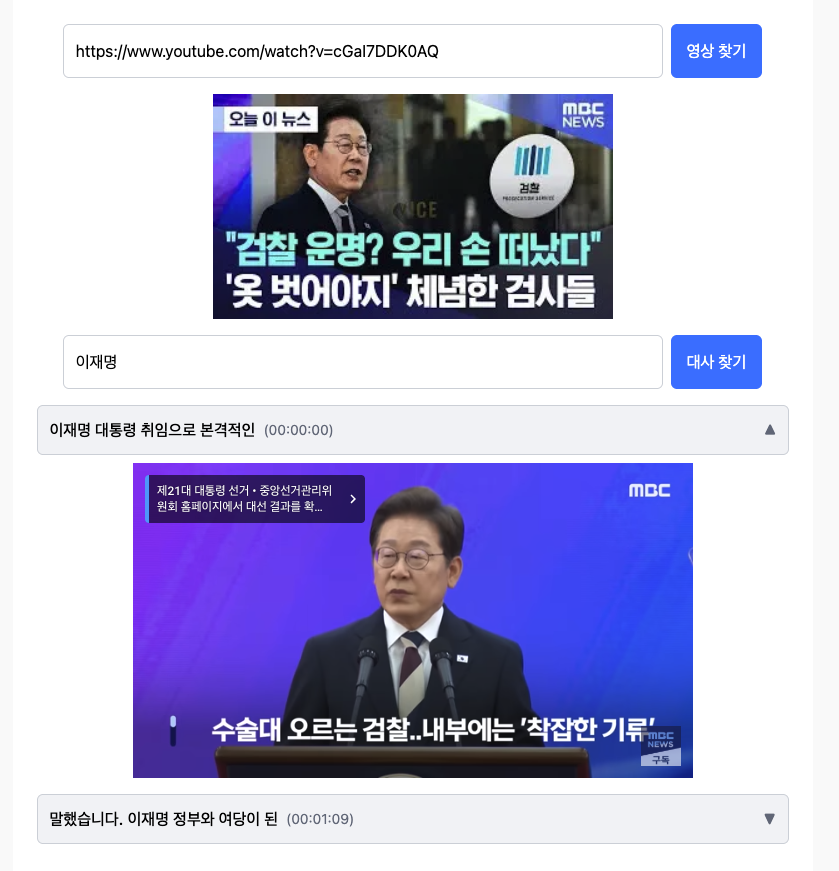 https://www.youtube.com/watch?v=cGal7DDK0AQ
영상 찾기
오늘 이 뉴스
MBC
NEWS
검찰
PROSECUTION SERVICE
"검찰 운명? 우리 손 떠났다"
'옷 벗어야지' 체념한 검사들
이재명
대사 찾기
이재명 대통령 취임으로 본격적인 (00:00:00) ▲
제21대 대통령 선거 • 중앙선거관리위
원회 홈페이지에서 대선 결과를 확...
MBC
수술대 오르는 검찰..내부에는 '착잡한 기류'
MBC
NEWS
구독
말했습니다. 이재명 정부와 여당이 된 (00:01:09) ▼